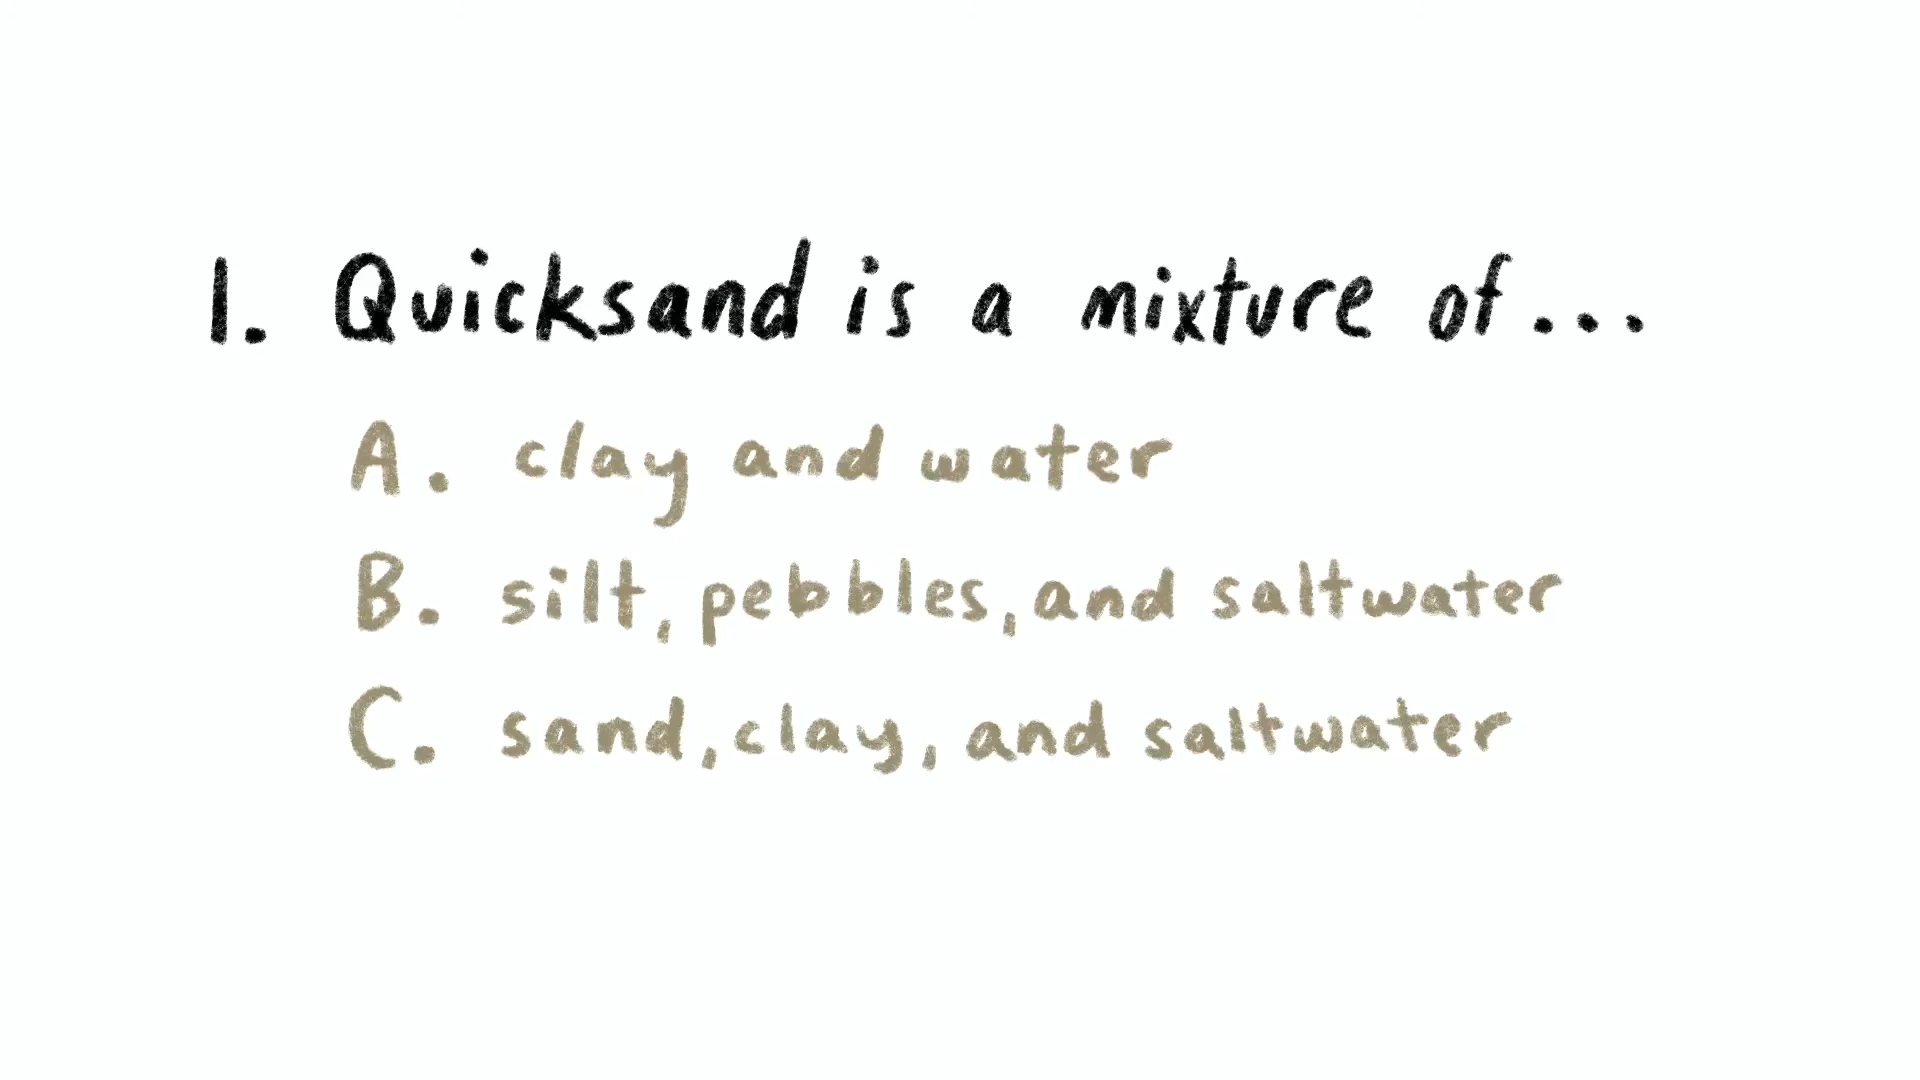 1. Quicksand is a mixture of...
A. clay and water
B. silt, pebbles, and saltwater
C. sand, clay, and saltwater